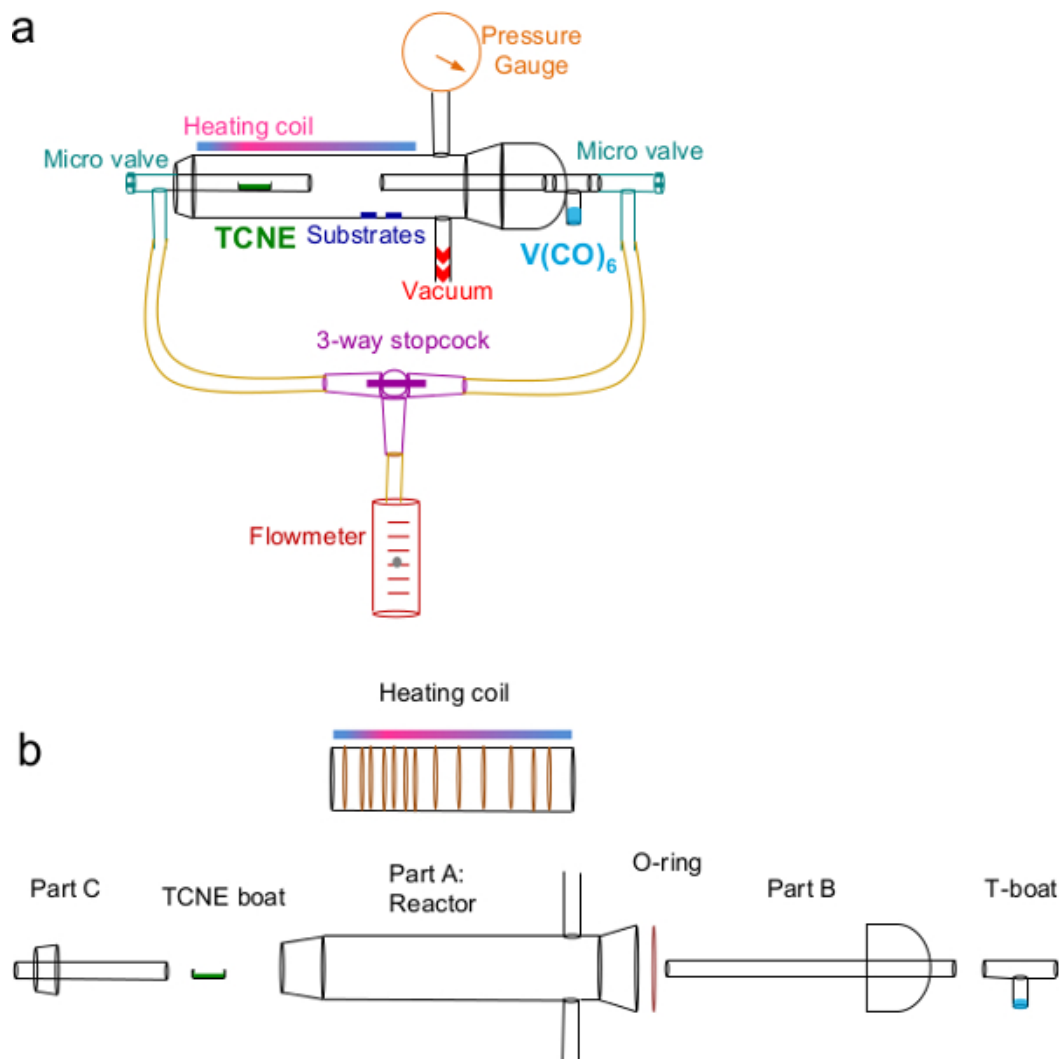 a
Pressure
Gauge
Heating coil
Micro valve
Micro valve
TCNE
Substrates
V(CO)₆
Vacuum
3-way stopcock
Flowmeter
b
Heating coil
Part C
TCNE boat
Part A:
Reactor
O-ring
Part B
T-boat